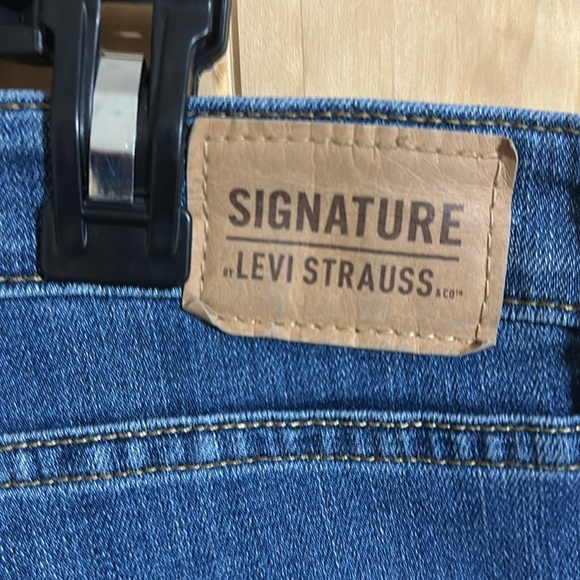 SIGNATURE
BY LEVI STRAUSS & CO™